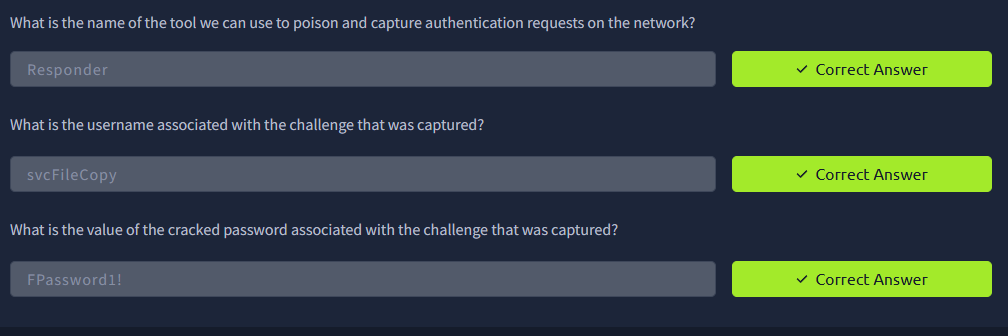 What is the name of the tool we can use to poison and capture authentication requests on the network?
Responder
✓ Correct Answer
What is the username associated with the challenge that was captured?
svcFileCopy
✓ Correct Answer
What is the value of the cracked password associated with the challenge that was captured?
FPassword1!
✓ Correct Answer